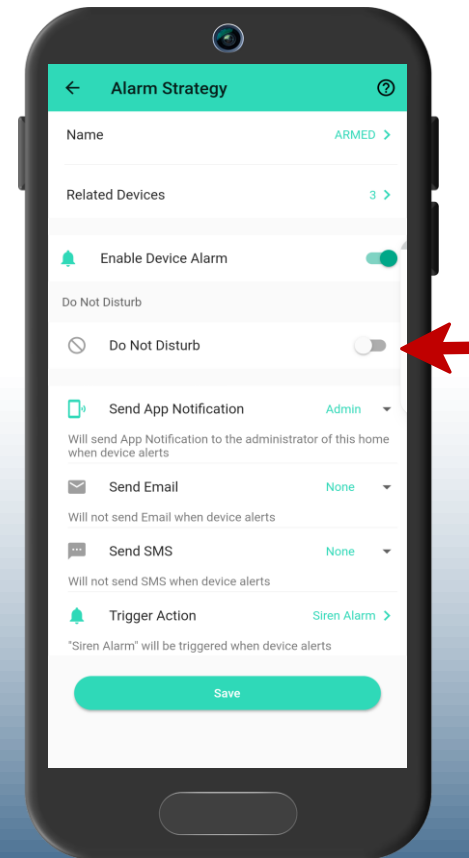 Alarm Strategy
Name ARMED
Related Devices 3
Enable Device Alarm
Do Not Disturb
Do Not Disturb
Send App Notification Admin
Will send App Notification to the administrator of this home
when device alerts
Send Email None
Will not send Email when device alerts
Send SMS None
Will not send SMS when device alerts
Trigger Action Siren Alarm
"Siren Alarm" will be triggered when device alerts
Save